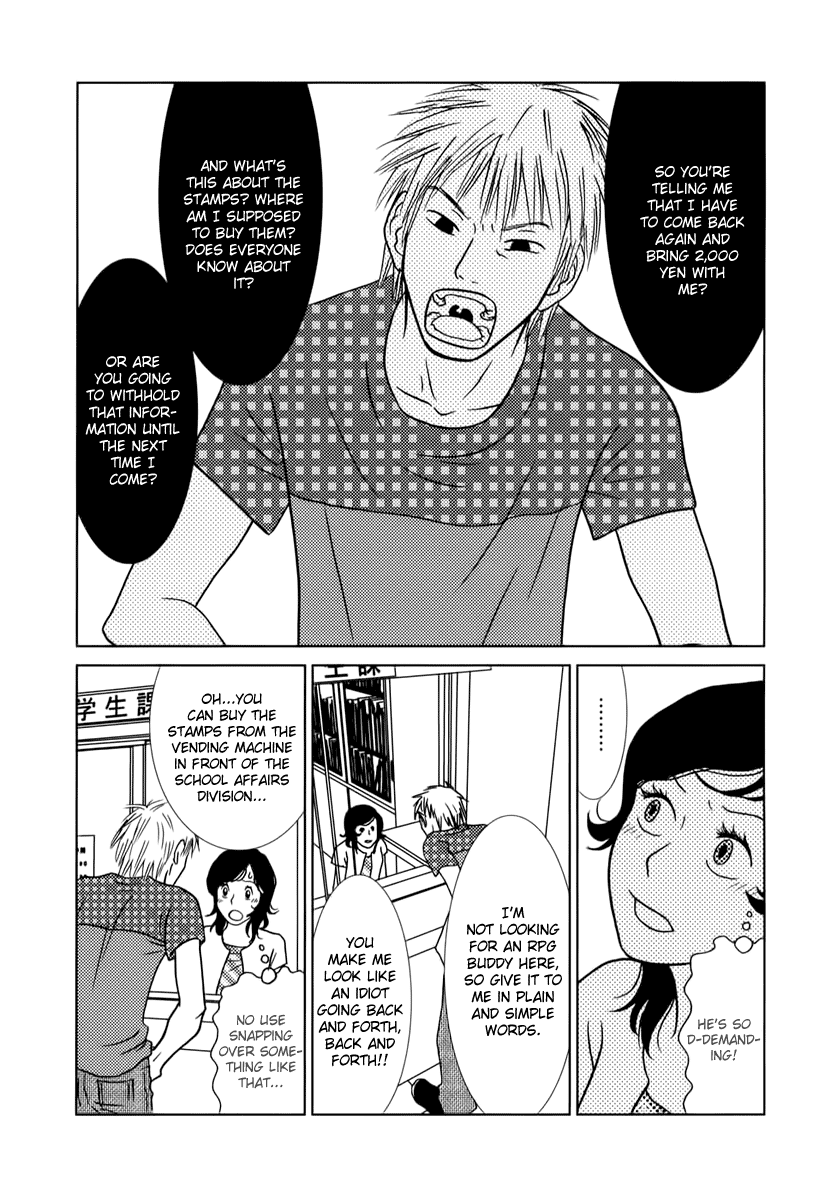 SO YOU'RE
TELLING ME
THAT I HAVE
TO COME BACK
AGAIN AND
BRING 2,000
YEN WITH
ME?
AND WHAT'S
THIS ABOUT THE
STAMPS? WHERE
AM I SUPPOSED
TO BUY THEM?
DOES EVERYONE
KNOW ABOUT
IT?
OR ARE
YOU GOING
TO WITHHOLD
THAT INFOR-
MATION UNTIL
THE NEXT
TIME I
COME?
.........
HE'S SO
D-DEMAND-
ING!
生課
I'M
NOT LOOKING
FOR AN RPG
BUDDY HERE,
SO GIVE IT TO
ME IN PLAIN
AND SIMPLE
WORDS.
YOU
MAKE ME
LOOK LIKE
AN IDIOT
GOING BACK
AND FORTH,
BACK AND
FORTH!!
学生課
OH...YOU
CAN BUY THE
STAMPS FROM THE
VENDING MACHINE
IN FRONT OF THE
SCHOOL AFFAIRS
DIVISION...
NO USE
SNAPPING
OVER SOME-
THING LIKE
THAT...